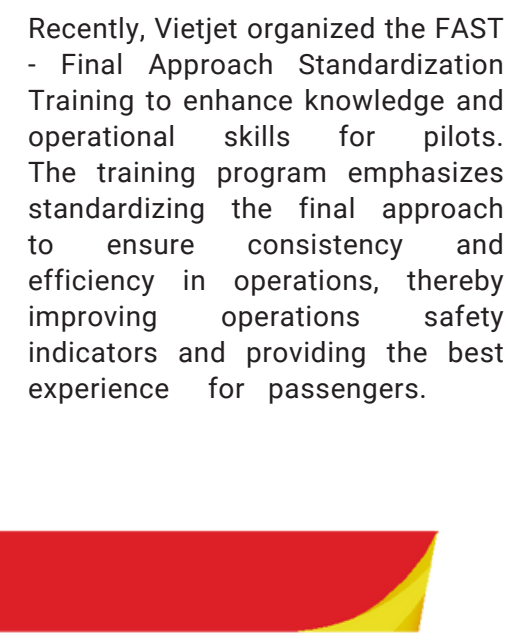 Recently, Vietjet organized the FAST
- Final Approach Standardization
Training to enhance knowledge and
operational skills for pilots.
The training program emphasizes
standardizing the final approach
to ensure consistency and
efficiency in operations, thereby
improving operations safety
indicators and providing the best
experience for passengers.